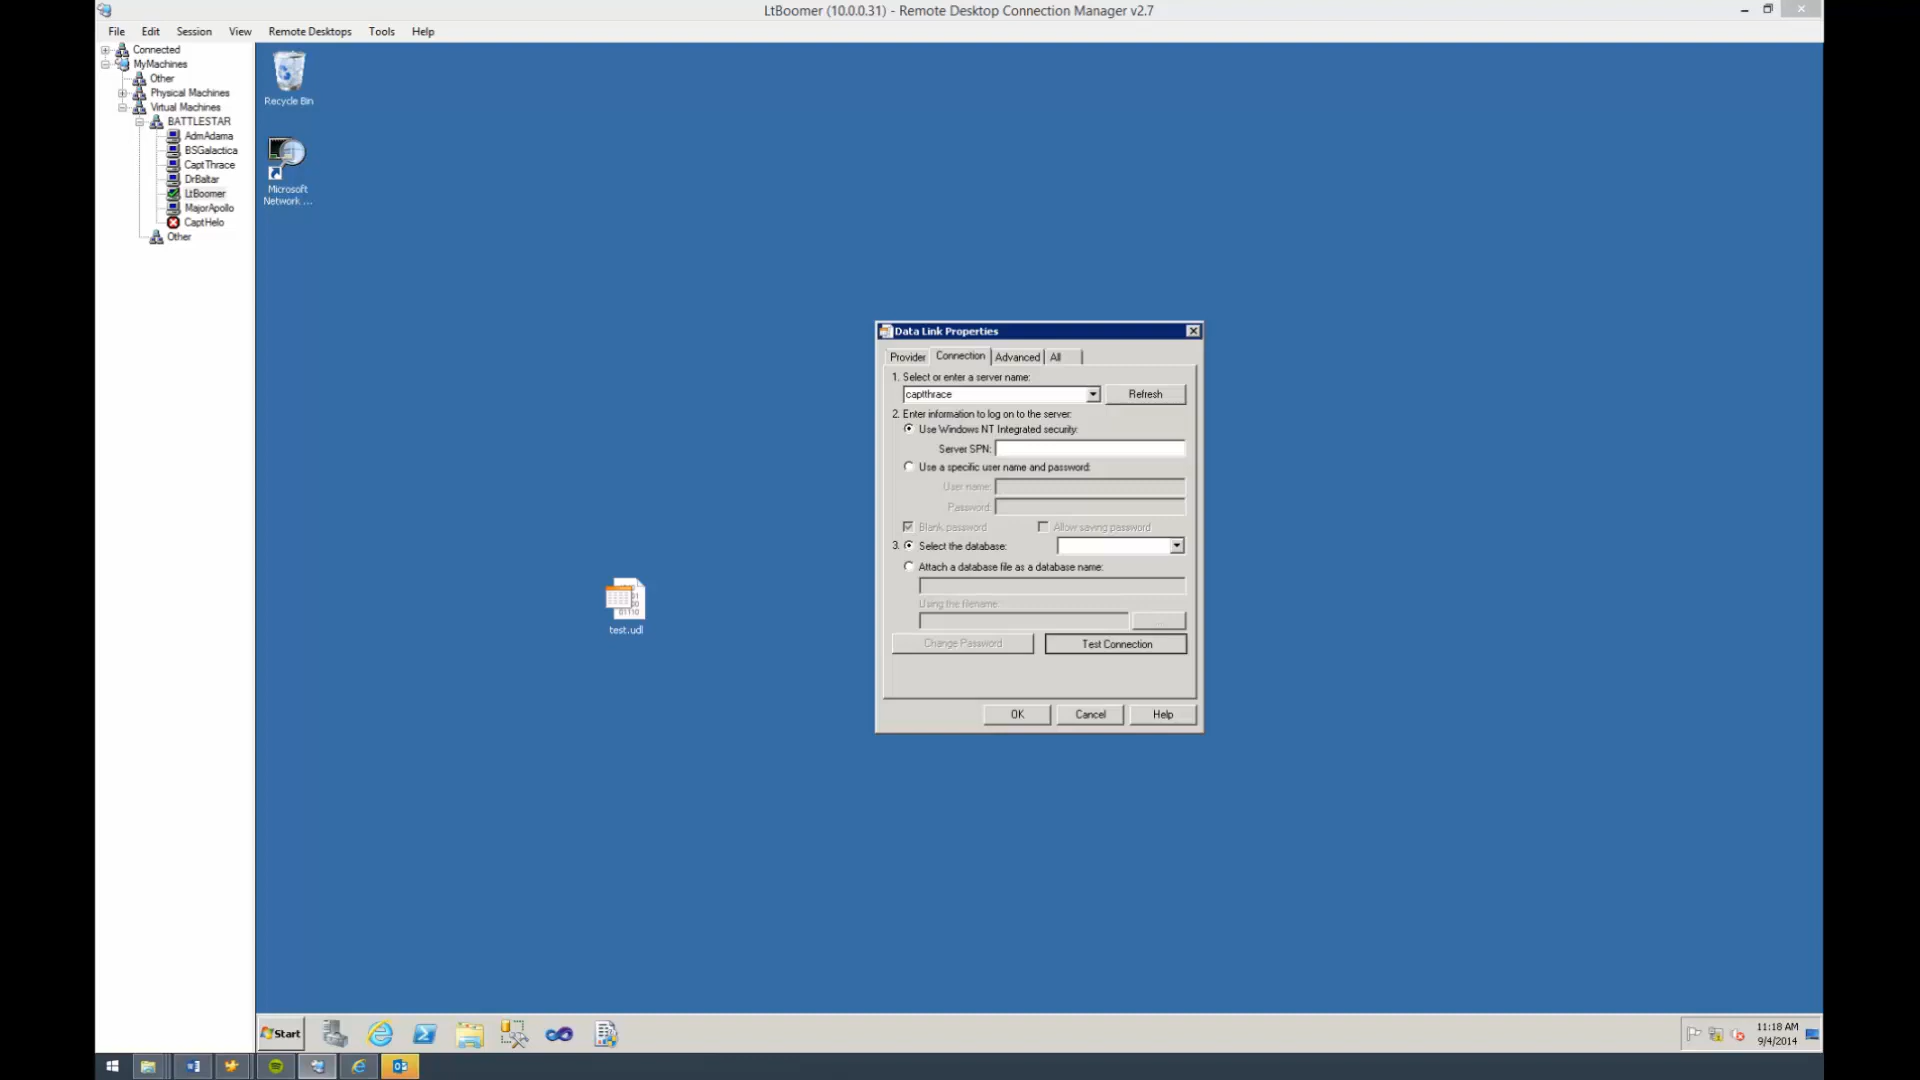 LtBoomer (10.0.0.31) - Remote Desktop Connection Manager v2.7
File Edit Session View Remote Desktops Tools Help
Connected
MyMachines
Other
Physical Machines
Virtual Machines
BATTLESTAR
AdmAdama
BSGalactica
CaptThrace
DrBaltar
LtBoomer
MajorApollo
CaptHelo
Other
Recycle Bin
Microsoft
Network ...
test.udl
Data Link Properties
Provider Connection Advanced All
1. Select or enter a server name:
captthrace Refresh
2. Enter information to log on to the server:
Use Windows NT Integrated security:
Server SPN:
Use a specific user name and password:
User name:
Password:
Blank password Allow saving password
3. Select the database:
Attach a database file as a database name:
Using the filename:
...
Change Password Test Connection
OK Cancel Help
Start
11:18 AM
9/4/2014